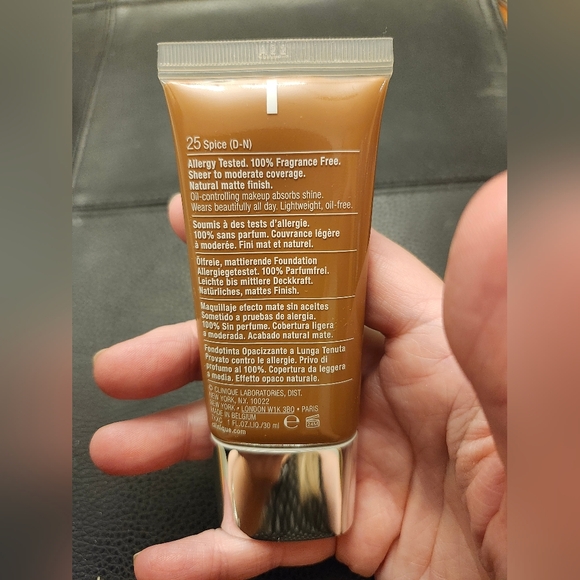 25 Spice (D-N)
Allergy Tested. 100% Fragrance Free.
Sheer to moderate coverage.
Natural matte finish.
Oil-controlling makeup absorbs shine.
Wears beautifully all day. Lightweight, oil-free.
Soumis à des tests d'allergie.
100% sans parfum. Couvrance légère
à modérée. Fini mat et naturel.
Ölfreie, mattierende Foundation
Allergiegetestet. 100% Parfumfrei.
Leichte bis mittlere Deckkraft.
Natürliches, mattes Finish.
Maquillaje efecto mate sin aceites
Sometido a pruebas de alergia.
100% Sin perfume. Cobertura ligera
a moderada. Acabado natural mate.
Fondotinta Opacizzante a Lunga Tenuta
Provato contro le allergie. Privo di
profumo al 100%. Copertura da leggera
a media. Effetto opaco naturale.
© CLINIQUE LABORATORIES, DIST.
NEW YORK, N.Y. 10022
NEW YORK • LONDON W1K 3BQ • PARIS
MADE IN BELGIUM
1 FL.OZ.LIQ./30 ml e
clinique.com